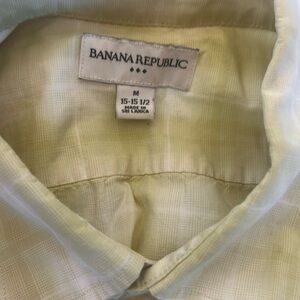 BANANA REPUBLIC
M
15-15 1/2
MADE IN
SRI LANKA